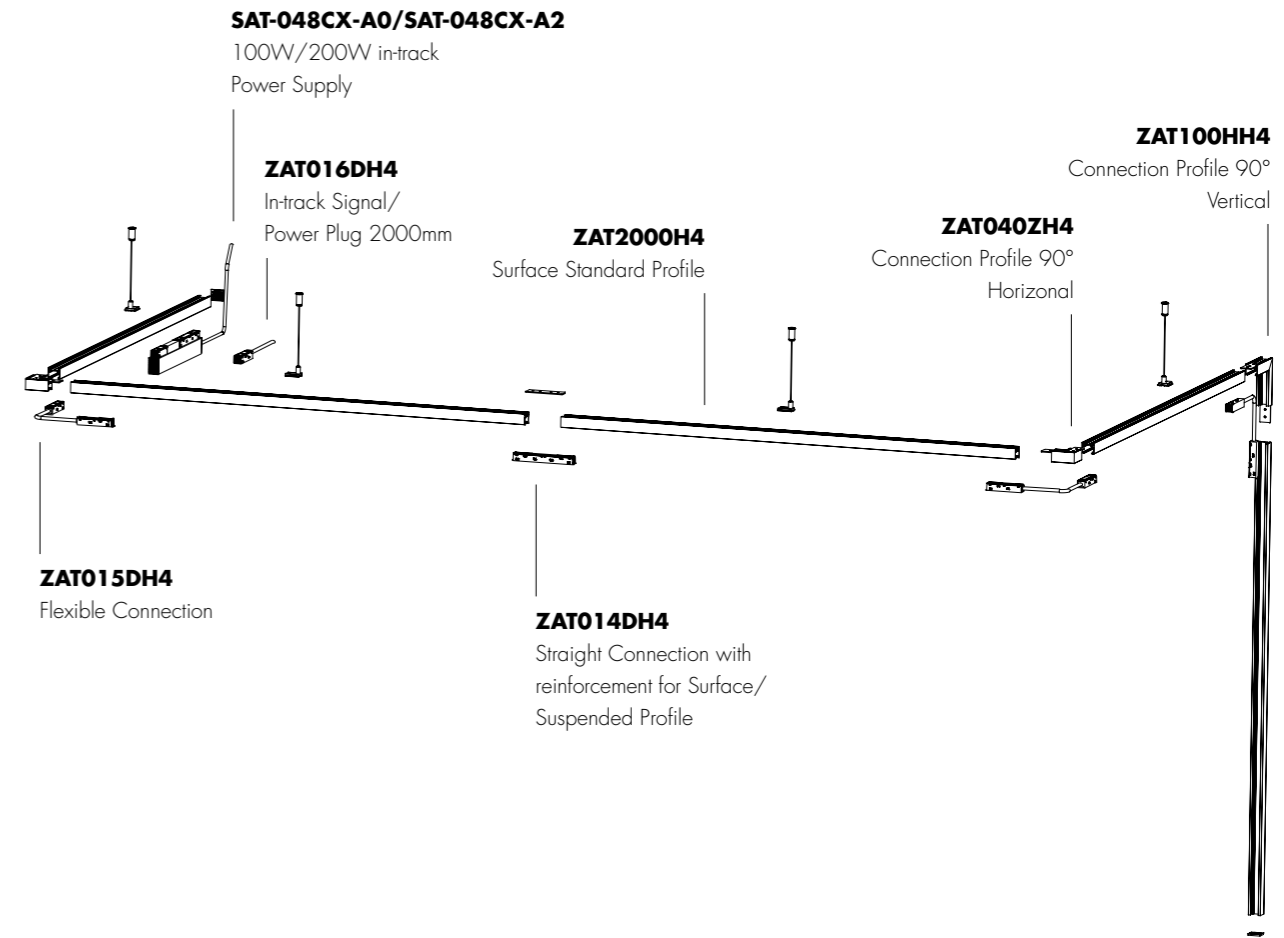 SAT-048CX-A0/SAT-048CX-A2
100W/200W in-track
Power Supply
ZAT016DH4
In-track Signal/
Power Plug 2000mm
ZAT2000H4
Surface Standard Profile
ZAT040ZH4
Connection Profile 90°
Horizonal
ZAT100HH4
Connection Profile 90°
Vertical
ZAT015DH4
Flexible Connection
ZAT014DH4
Straight Connection with
reinforcement for Surface/
Suspended Profile